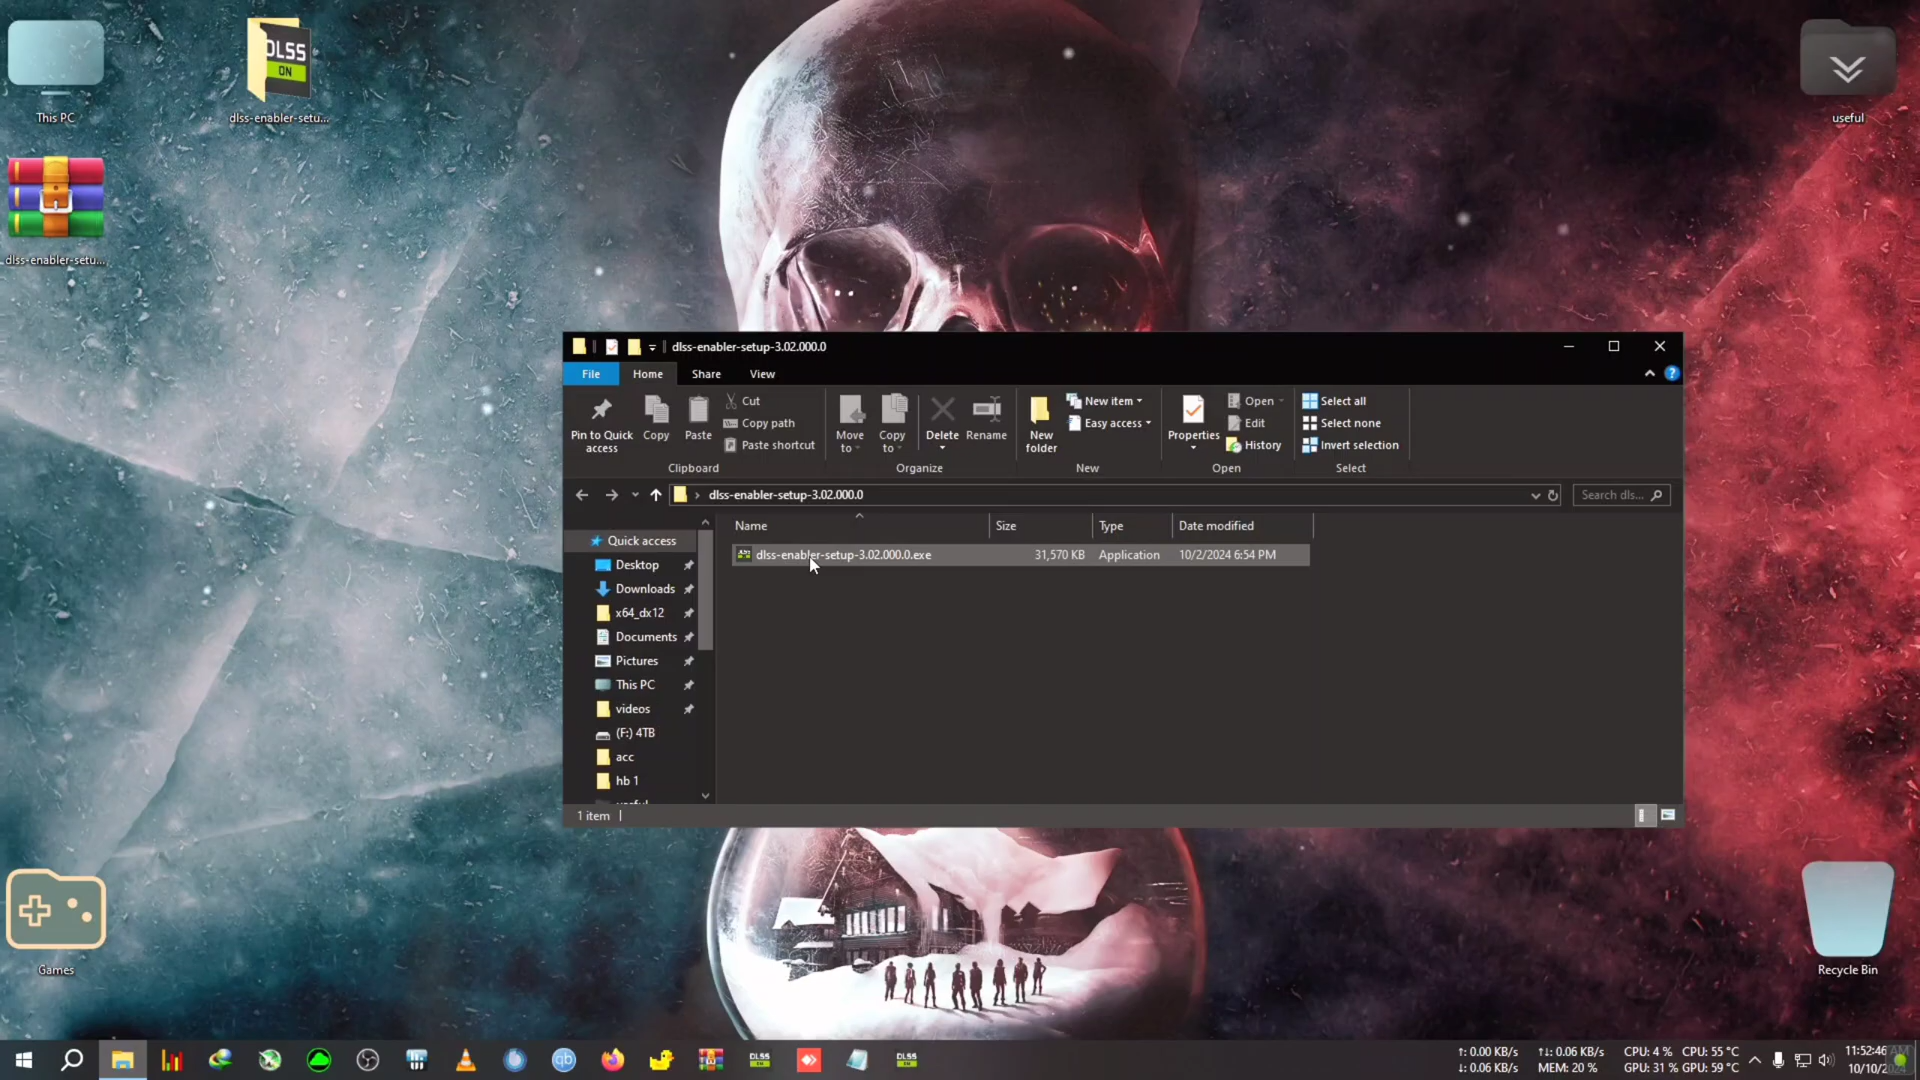 This PC
DLSS
ON
dlss-enabler-setu...
dlss-enabler-setu...
useful
dlss-enabler-setup-3.02.000.0
File
Home
Share
View
Pin to Quick access
Copy
Paste
Cut
Copy path
Paste shortcut
Clipboard
Move to
Copy to
Delete
Rename
Organize
New folder
New item
Easy access
New
Properties
Open
Edit
History
Open
Select all
Select none
Invert selection
Select
dlss-enabler-setup-3.02.000.0
Search dls...
Name
Size
Type
Date modified
dlss-enabler-setup-3.02.000.0.exe
31,570 KB
Application
10/2/2024 6:54 PM
Quick access
Desktop
Downloads
x64_dx12
Documents
Pictures
This PC
videos
(F:) 4TB
acc
hb 1
1 item
Games
Recycle Bin
qb
DLSS
DLSS
↑: 0.00 KB/s
↓: 0.06 KB/s
↑↓: 0.06 KB/s
MEM: 20 %
CPU: 4 %
CPU: 55 °C
GPU: 31 %
GPU: 59 °C
11:52:46
10/10/